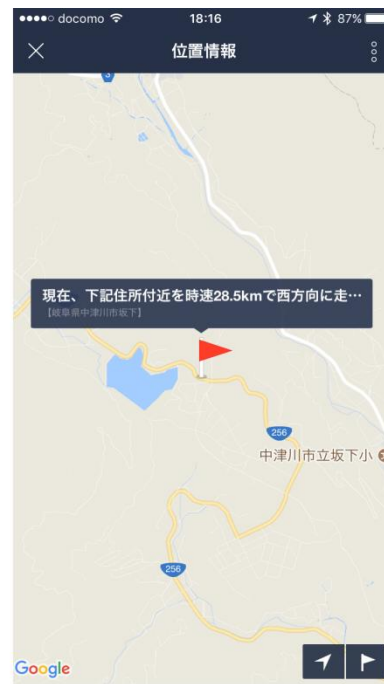 docomo
18:16
87%
位置情報
3
現在、下記住所付近を時速28.5kmで西方向に走…
【岐阜県中津川市坂下】
256
中津川市立坂下小
256
Google